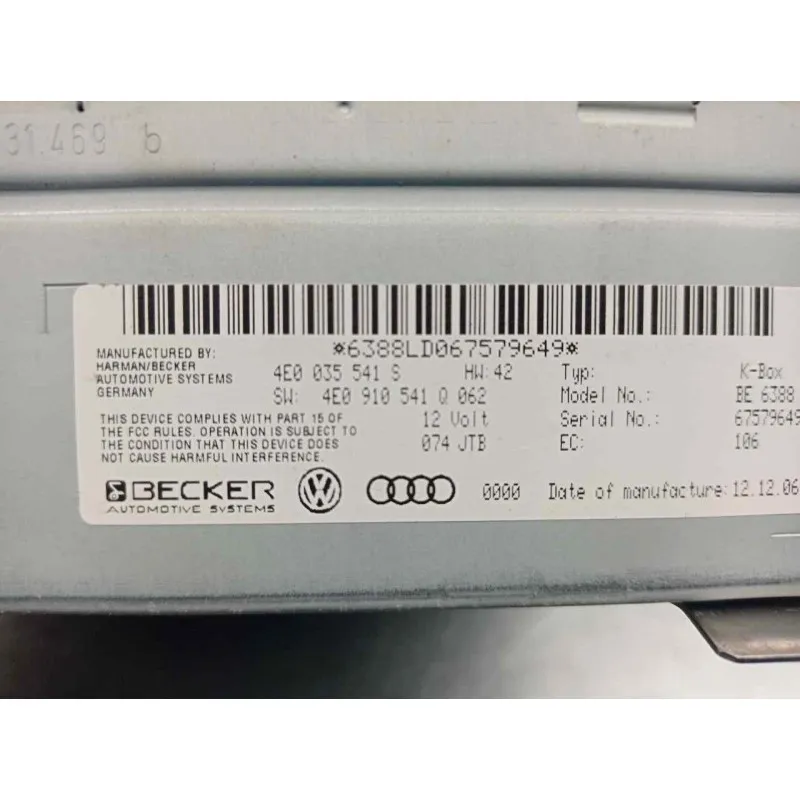 31.469 b
*6388LD067579649*
MANUFACTURED BY:
HARMAN/BECKER
AUTOMOTIVE SYSTEMS
GERMANY
4E0 035 541 S HW:42 Typ: K-Box
SW: 4E0 910 541 Q 062 Model No.: BE 6388
12 Volt Serial No.: 67579649
074 JTB EC: 106
THIS DEVICE COMPLIES WITH PART 15 OF
THE FCC RULES. OPERATION IS SUBJECT TO
THE CONDITION THAT THIS DEVICE DOES
NOT CAUSE HARMFUL INTERFERENCE.
BECKER
AUTOMOTIVE SYSTEMS
VW
0000 Date of manufacture:12.12.06